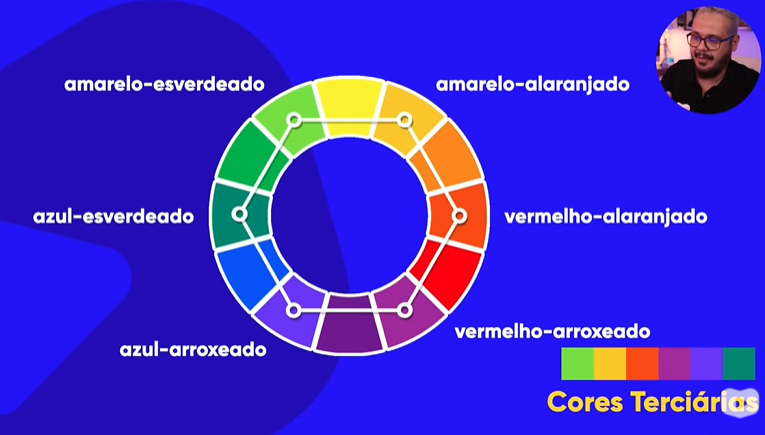 amarelo-esverdeado
amarelo-alaranjado
azul-esverdeado
vermelho-alaranjado
azul-arroxeado
vermelho-arroxeado
Cores Terciárias